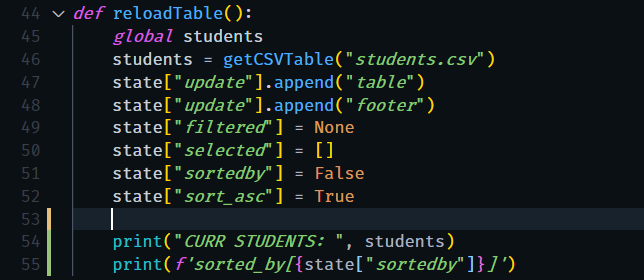 44 def reloadTable():
45 global students
46 students = getCSVTable("students.csv")
47 state["update"].append("table")
48 state["update"].append("footer")
49 state["filtered"] = None
50 state["selected"] = []
51 state["sortedby"] = False
52 state["sort_asc"] = True
53
54 print("CURR STUDENTS: ", students)
55 print(f'sorted_by[{state["sortedby"]}]')